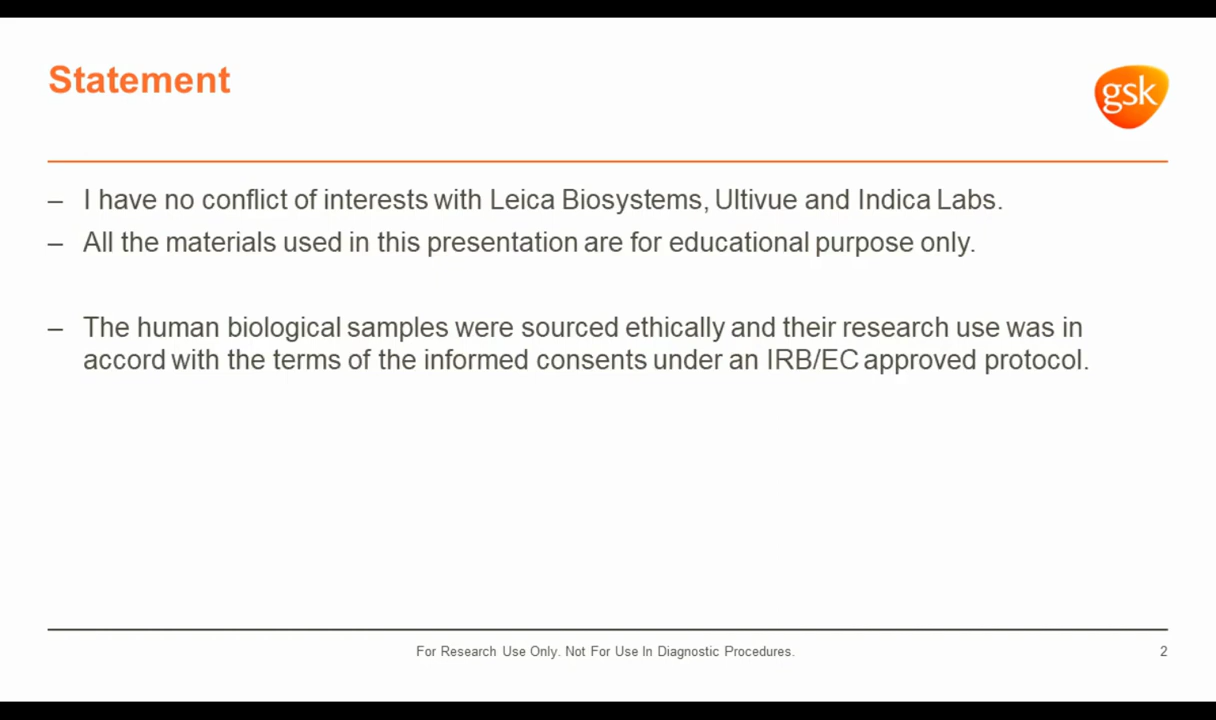 Statement
gsk
– I have no conflict of interests with Leica Biosystems, Ultivue and Indica Labs.
– All the materials used in this presentation are for educational purpose only.
– The human biological samples were sourced ethically and their research use was in
accord with the terms of the informed consents under an IRB/EC approved protocol.
For Research Use Only. Not For Use In Diagnostic Procedures.
2